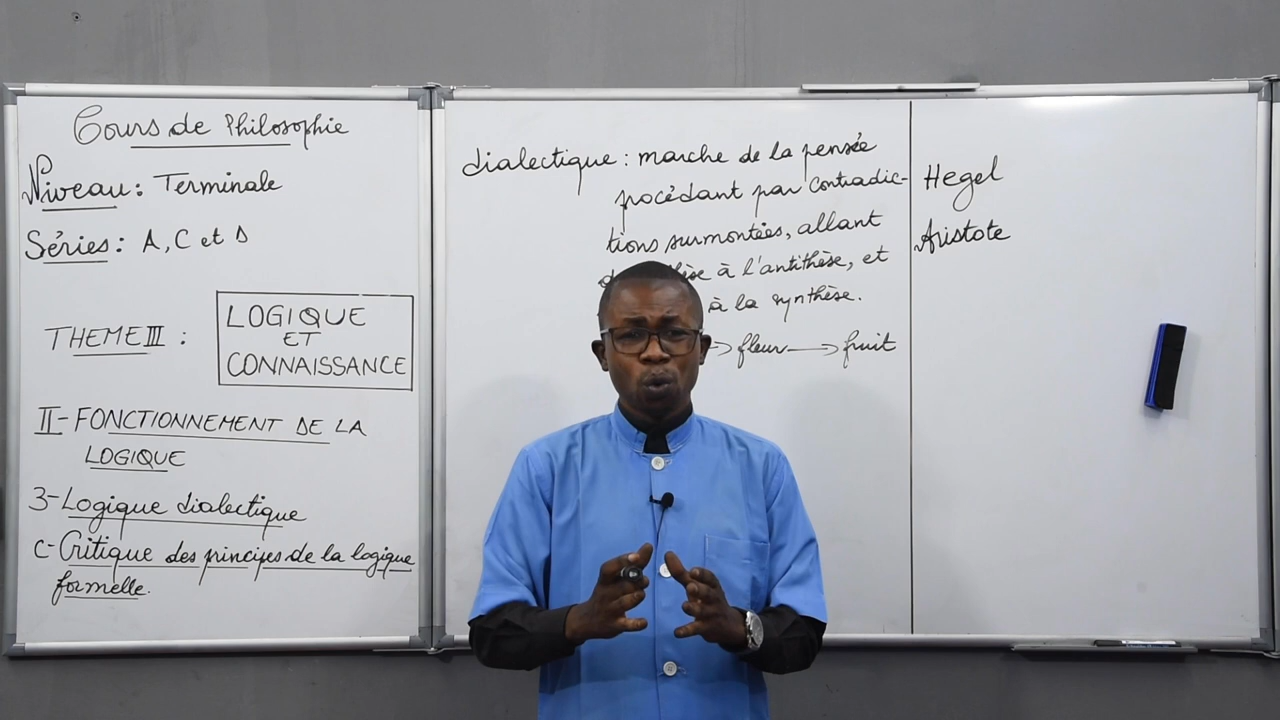 Cours de Philosophie
Niveau : Terminale
Séries : A, C et D
THEME III :
LOGIQUE
ET
CONNAISSANCE
II- FONCTIONNEMENT DE LA
LOGIQUE
3- Logique dialectique
c- Critique des principes de la logique
formelle.
dialectique : marche de la pensée
procédant par contradic-
tions surmontées, allant
à l'antithèse, et
à la synthèse.
→ fleur → fruit
Hegel
Aristote